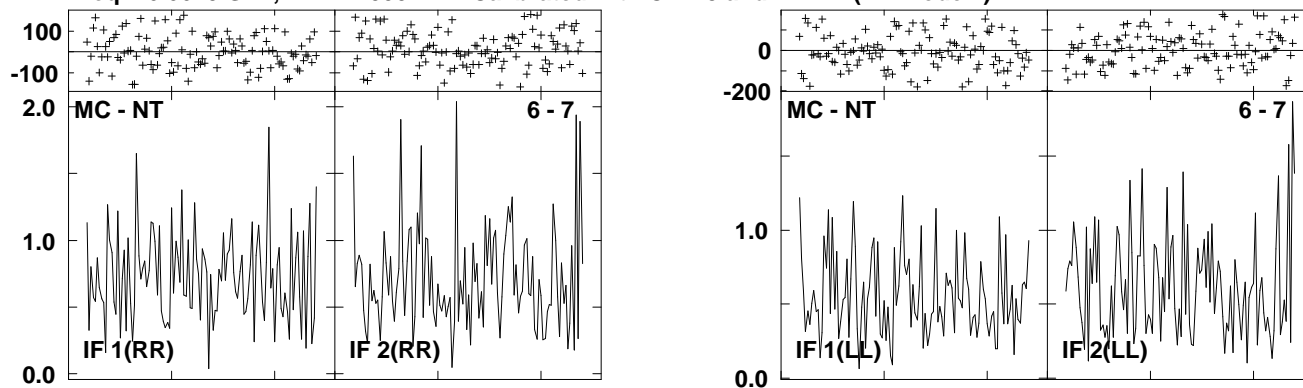 100
-100
2.0
MC - NT
6 - 7
1.0
IF 1(RR)
IF 2(RR)
0.0
0
-200
MC - NT
6 - 7
1.0
IF 1(LL)
IF 2(LL)
0.0